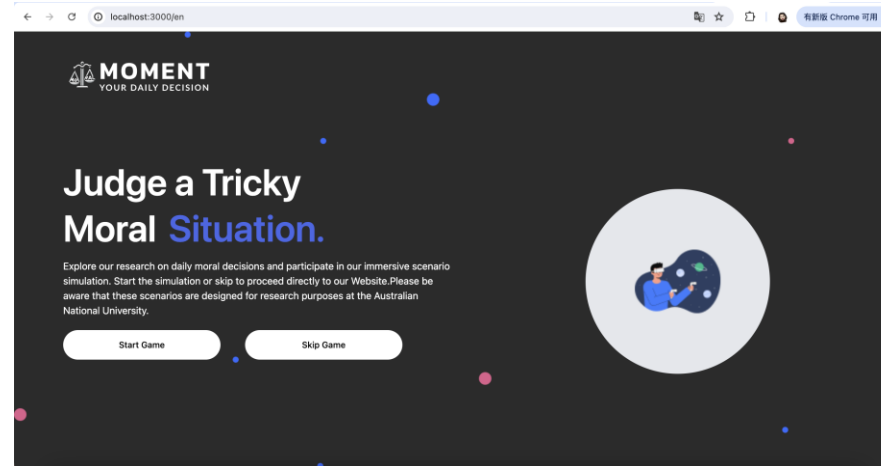 localhost:3000/en
有新版 Chrome 可用
MOMENT
YOUR DAILY DECISION
Judge a Tricky
Moral Situation.
Explore our research on daily moral decisions and participate in our immersive scenario
simulation. Start the simulation or skip to proceed directly to our Website.Please be
aware that these scenarios are designed for research purposes at the Australian
National University.
Start Game
Skip Game